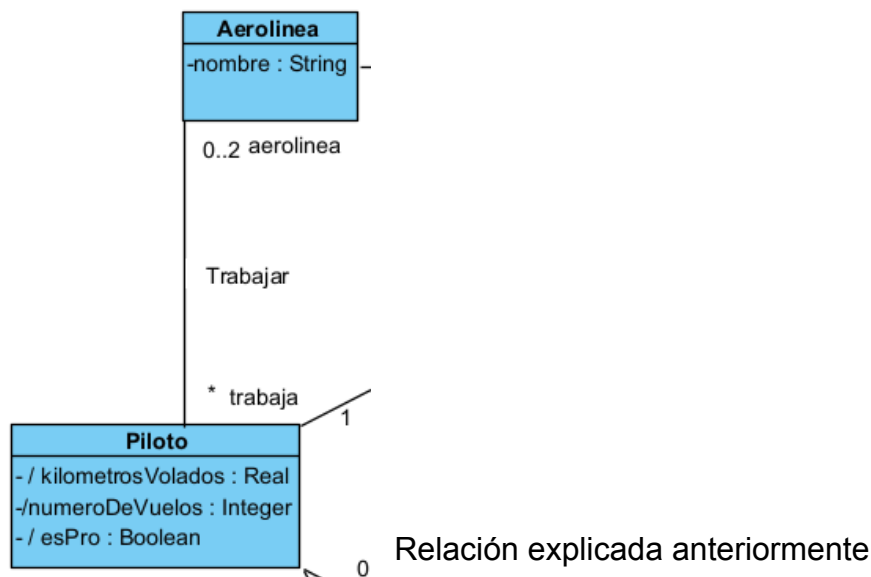 Aerolinea
-nombre : String
0..2 aerolinea
Trabajar
* trabaja
1
Piloto
- / kilometrosVolados : Real
-/numeroDeVuelos : Integer
- / esPro : Boolean
0
Relación explicada anteriormente